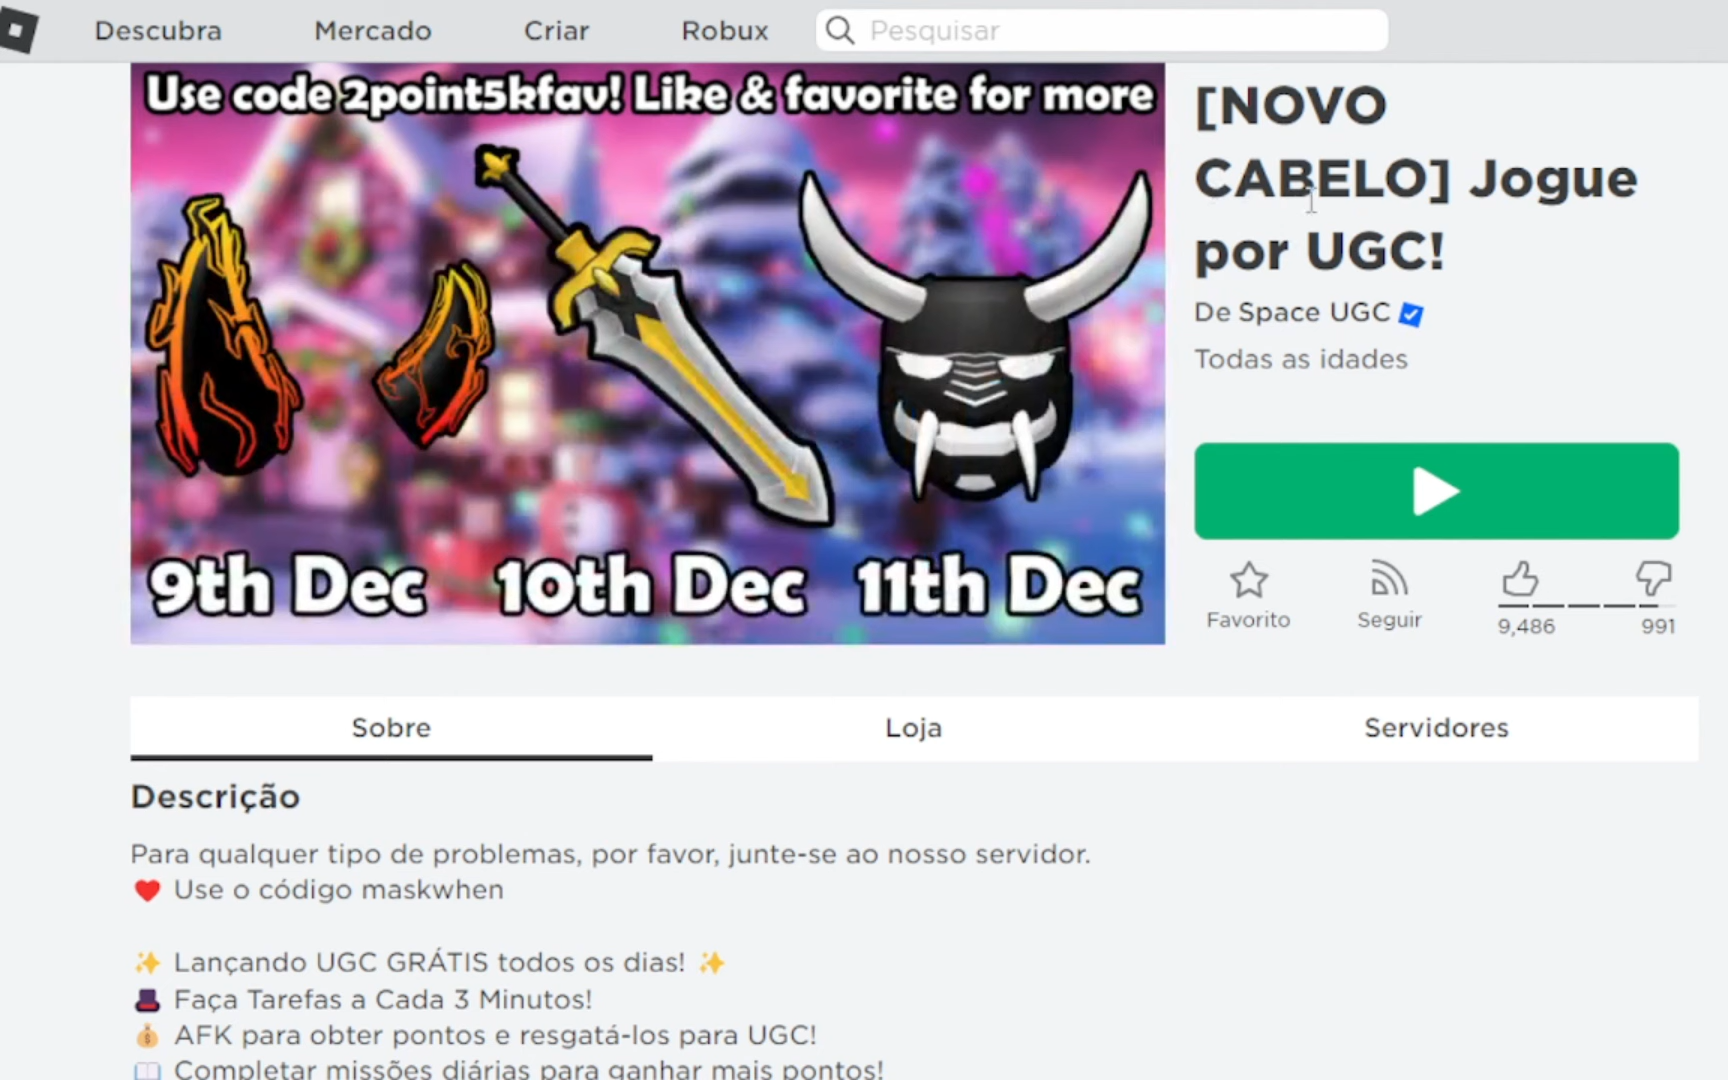 Descubra Mercado Criar Robux Pesquisar
Use code 2point5kfav! Like & favorite for more
9th Dec 10th Dec 11th Dec
[NOVO
CABELO] Jogue
por UGC!
De Space UGC
Todas as idades
Favorito Seguir 9,486 991
Sobre Loja Servidores
Descrição
Para qualquer tipo de problemas, por favor, junte-se ao nosso servidor.
❤️ Use o código maskwhen
✨ Lançando UGC GRÁTIS todos os dias! ✨
🎩 Faça Tarefas a Cada 3 Minutos!
💰 AFK para obter pontos e resgatá-los para UGC!
📖 Completar missões diárias para ganhar mais pontos!